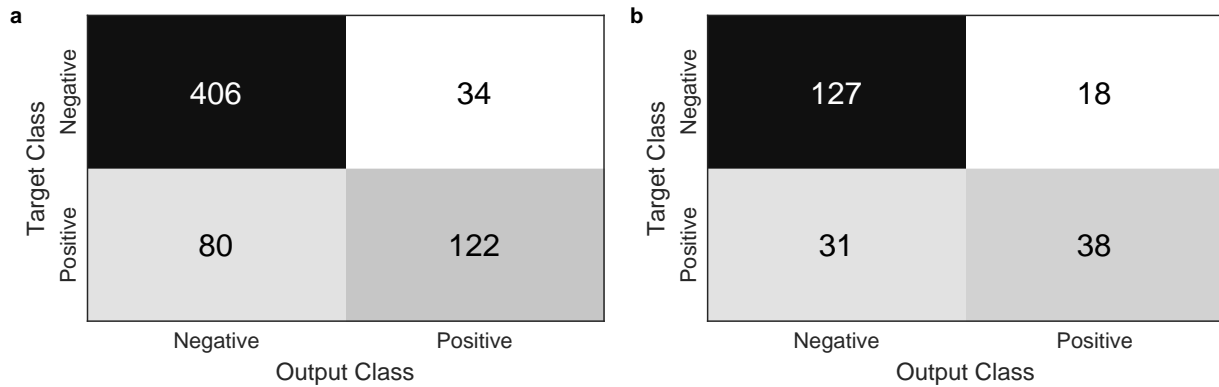 a
Target Class
Negative
Positive
406
34
80
122
Negative
Positive
Output Class
b
Target Class
Negative
Positive
127
18
31
38
Negative
Positive
Output Class